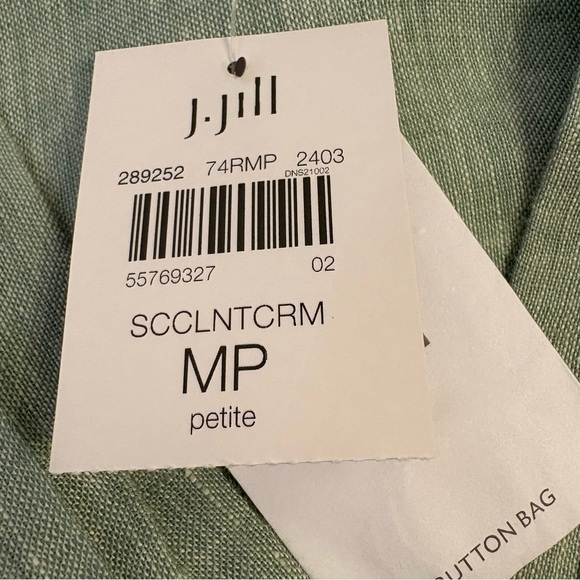 J.Jill
289252 74RMP 2403
DNS21002
55769327 02
SCCLNTCRM
MP
petite
BUTTON BAG